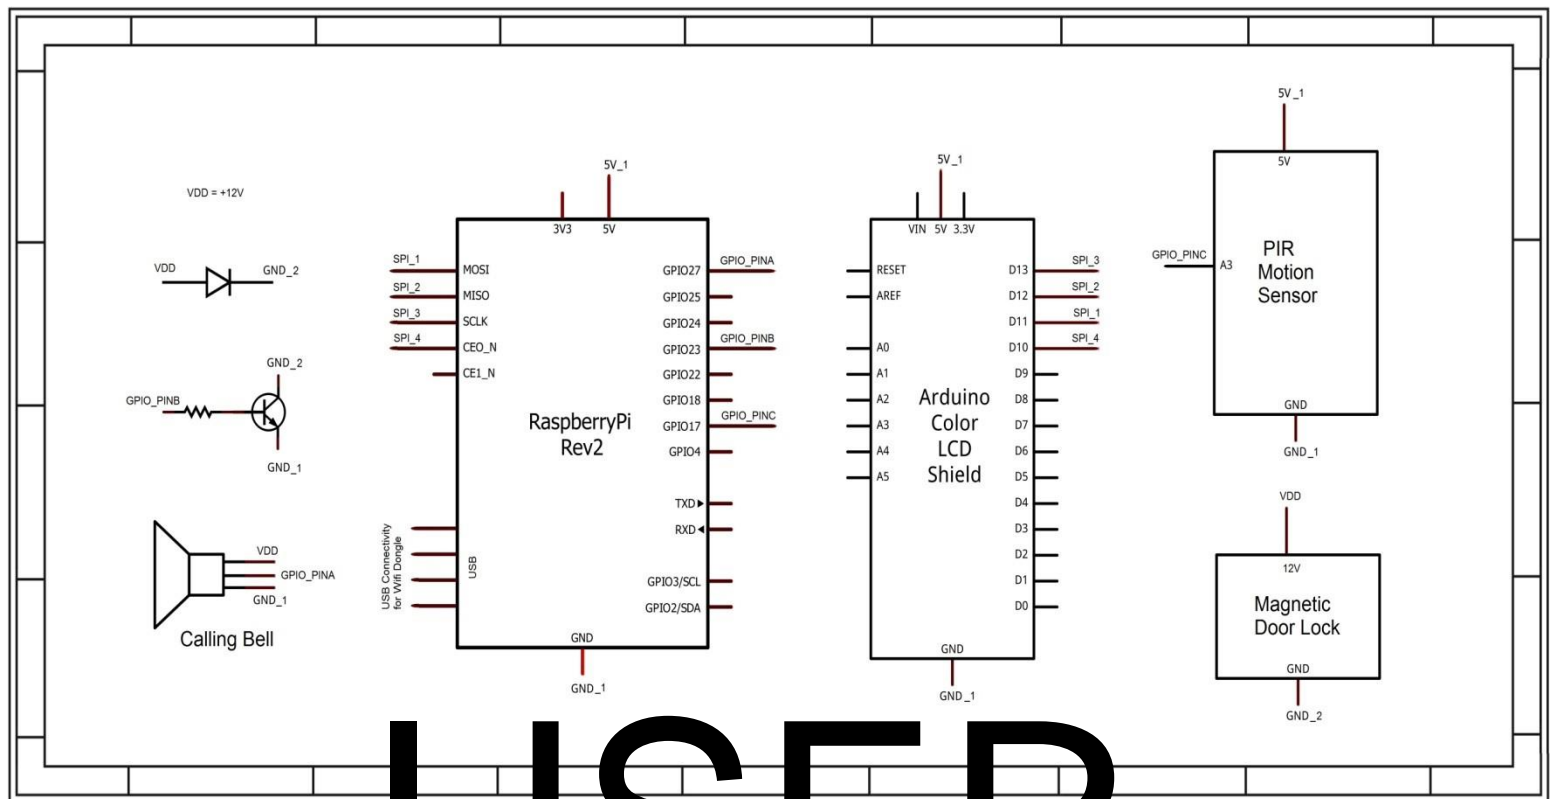 VDD = +12V
VDD
GND_2
GND_2
GPIO_PINB
GND_1
VDD
GPIO_PINA
GND_1
Calling Bell
5V_1
3V3
5V
SPI_1
MOSI
SPI_2
MISO
SPI_3
SCLK
SPI_4
CEO_N
CE1_N
USB Connectivity
for Wifi Dongle
USB
RaspberryPi
Rev2
GPIO27
GPIO_PINA
GPIO25
GPIO24
GPIO23
GPIO_PINB
GPIO22
GPIO18
GPIO17
GPIO_PINC
GPIO4
TXD
RXD
GPIO3/SCL
GPIO2/SDA
GND
GND_1
5V_1
VIN 5V 3.3V
RESET
AREF
A0
A1
A2
A3
A4
A5
Arduino
Color
LCD
Shield
D13
SPI_3
D12
SPI_2
D11
SPI_1
D10
SPI_4
D9
D8
D7
D6
D5
D4
D3
D2
D1
D0
GND
GND_1
5V_1
5V
GPIO_PINC
A3
PIR
Motion
Sensor
GND
GND_1
VDD
12V
Magnetic
Door Lock
GND
GND_2